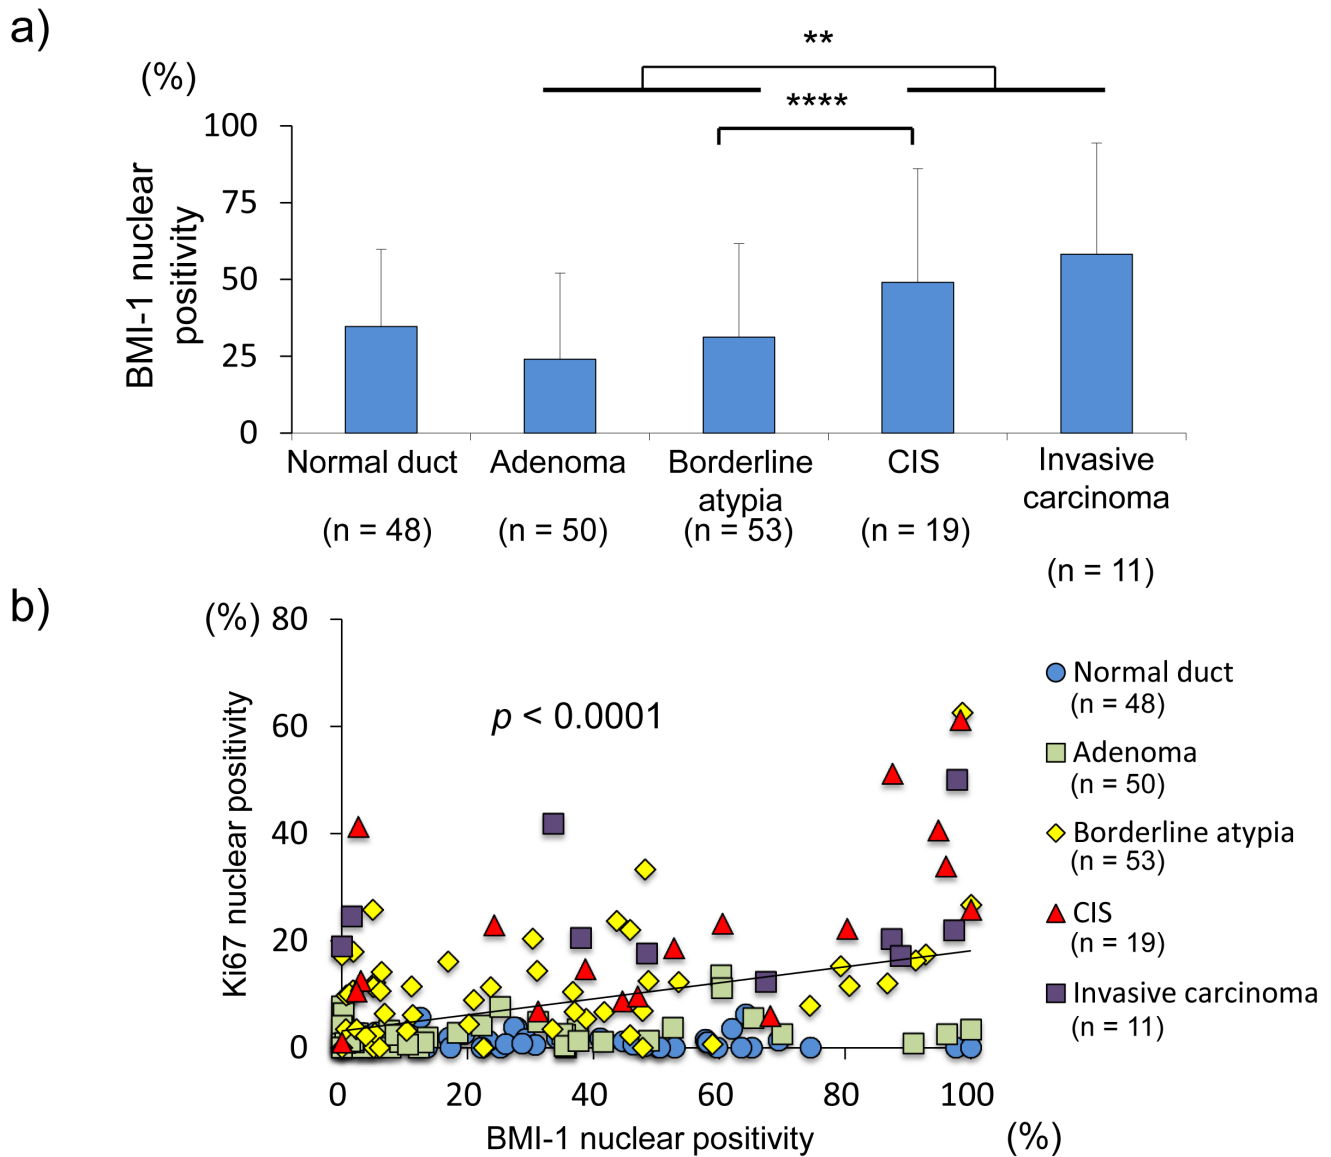 a)
(%)
**
****
BMI-1 nuclear
positivity
100
75
50
25
0
Normal duct
(n = 48)
Adenoma
(n = 50)
Borderline
atypia
(n = 53)
CIS
(n = 19)
Invasive
carcinoma
(n = 11)
b)
(%)
Ki67 nuclear positivity
80
60
40
20
0
p < 0.0001
0 20 40 60 80 100
BMI-1 nuclear positivity (%)
Normal duct
(n = 48)
Adenoma
(n = 50)
Borderline atypia
(n = 53)
CIS
(n = 19)
Invasive carcinoma
(n = 11)